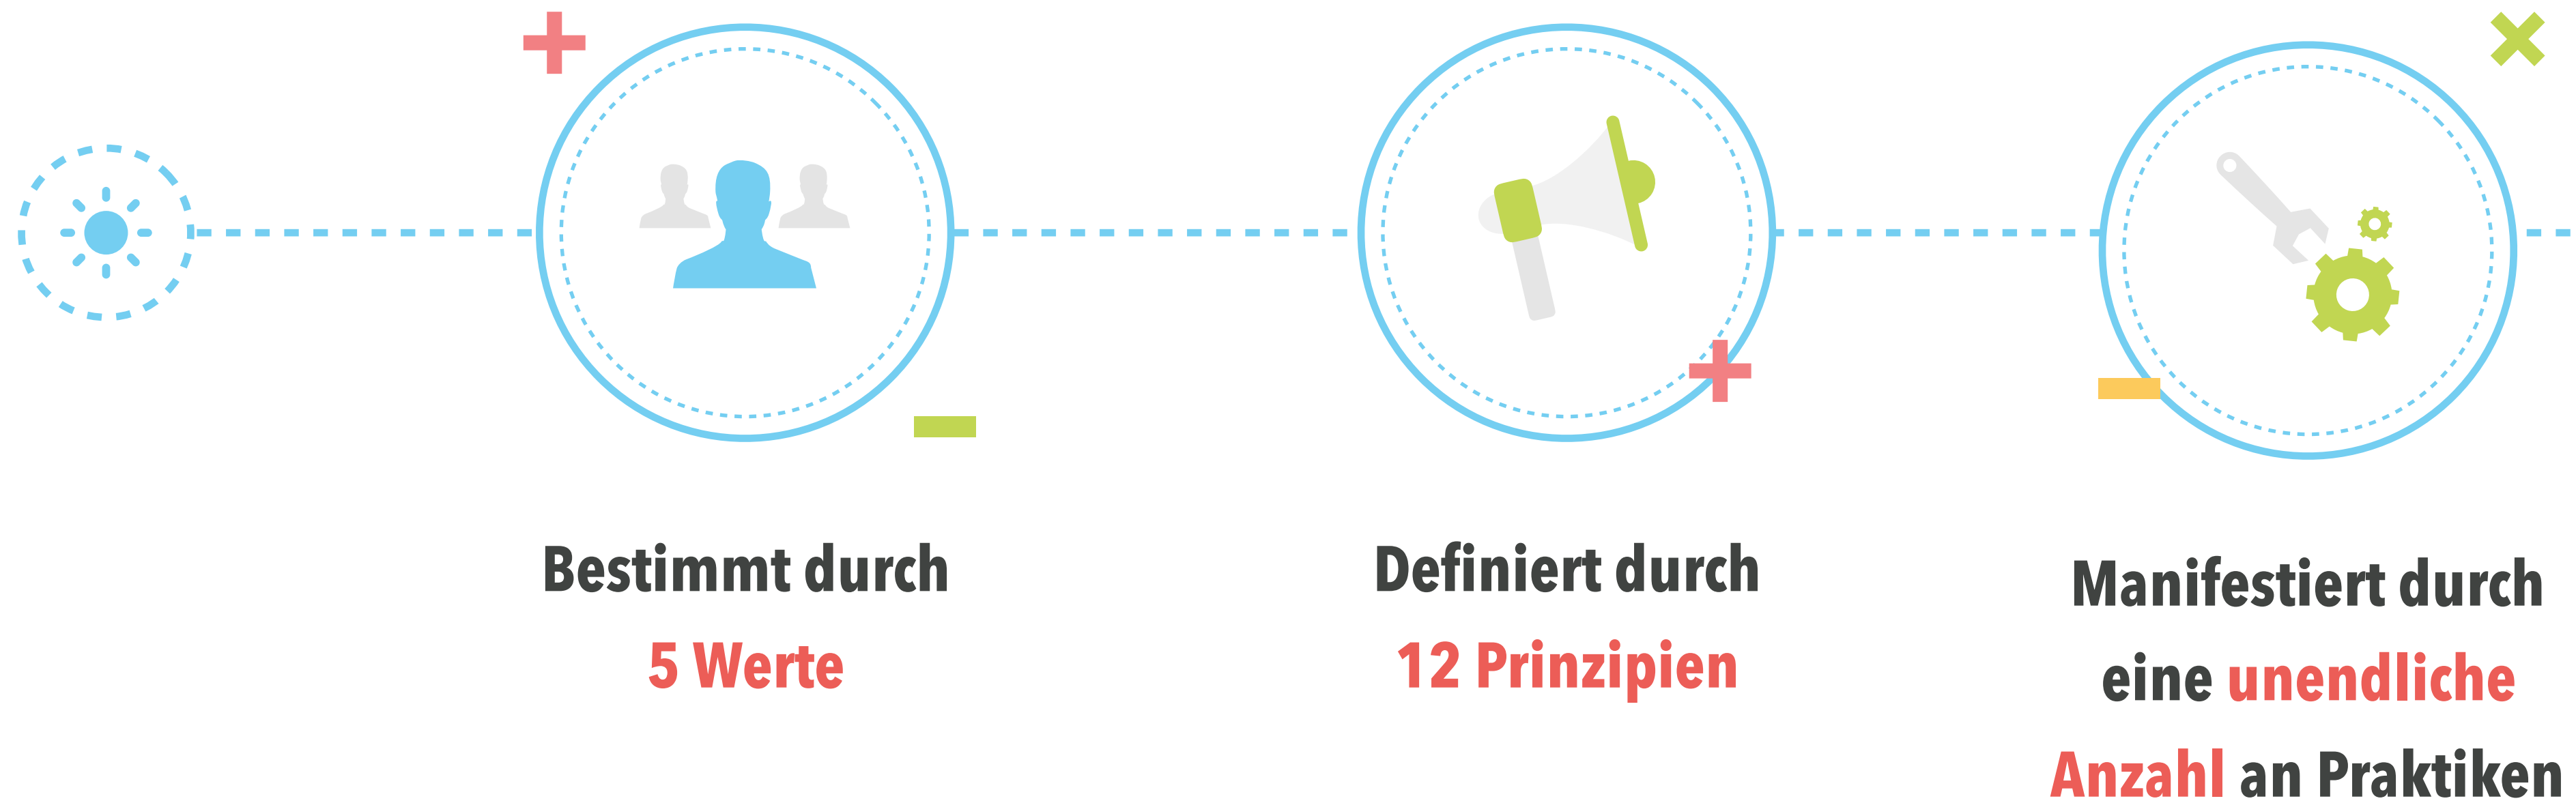 Bestimmt durch
5 Werte
Definiert durch
12 Prinzipien
Manifestiert durch
eine unendliche
Anzahl an Praktiken